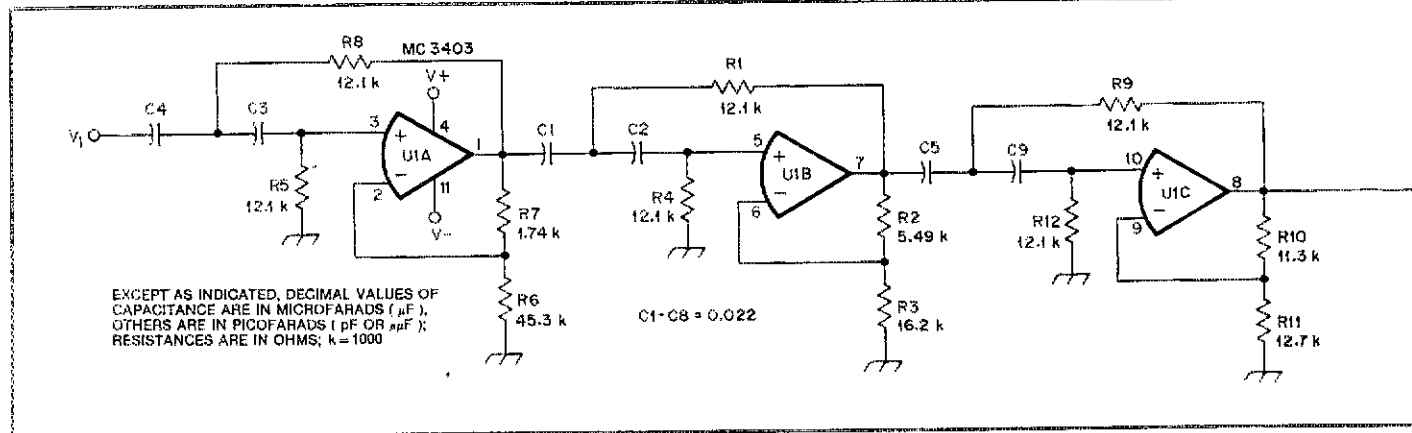 R8
12.1 k
MC 3403
V+
C4
C3
V1
3
+
4
1
U1A
2
−
11
V−
R5
12.1 k
R7
1.74 k
R6
45.3 k
R1
12.1 k
C1
C2
5
+
7
U1B
6
−
R4
12.1 k
R2
5.49 k
R3
16.2 k
R9
12.1 k
C5
C9
10
+
8
U1C
9
−
R12
12.1 k
R10
11.3 k
R11
12.7 k
EXCEPT AS INDICATED, DECIMAL VALUES OF
CAPACITANCE ARE IN MICROFARADS ( µF ),
OTHERS ARE IN PICOFARADS ( pF OR µµF );
RESISTANCES ARE IN OHMS; k = 1000
C1-C8 = 0.022